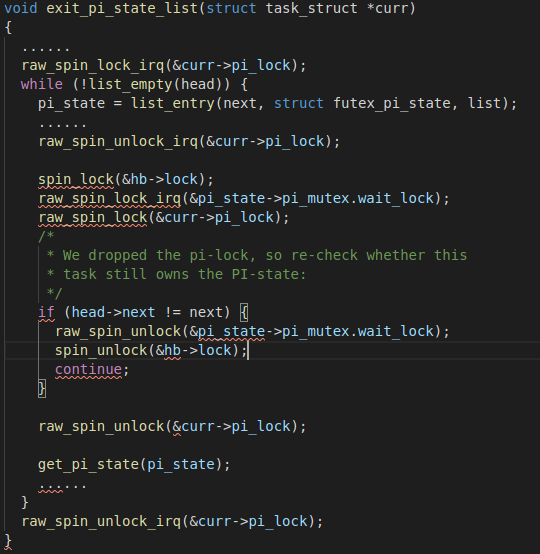 void exit_pi_state_list(struct task_struct *curr)
{
......
raw_spin_lock_irq(&curr->pi_lock);
while (!list_empty(head)) {
pi_state = list_entry(next, struct futex_pi_state, list);
......
raw_spin_unlock_irq(&curr->pi_lock);
spin_lock(&hb->lock);
raw_spin_lock_irq(&pi_state->pi_mutex.wait_lock);
raw_spin_lock(&curr->pi_lock);
/*
* We dropped the pi-lock, so re-check whether this
* task still owns the PI-state:
*/
if (head->next != next) {
raw_spin_unlock(&pi_state->pi_mutex.wait_lock);
spin_unlock(&hb->lock);
continue;
}
raw_spin_unlock(&curr->pi_lock);
get_pi_state(pi_state);
......
}
raw_spin_unlock_irq(&curr->pi_lock);
}